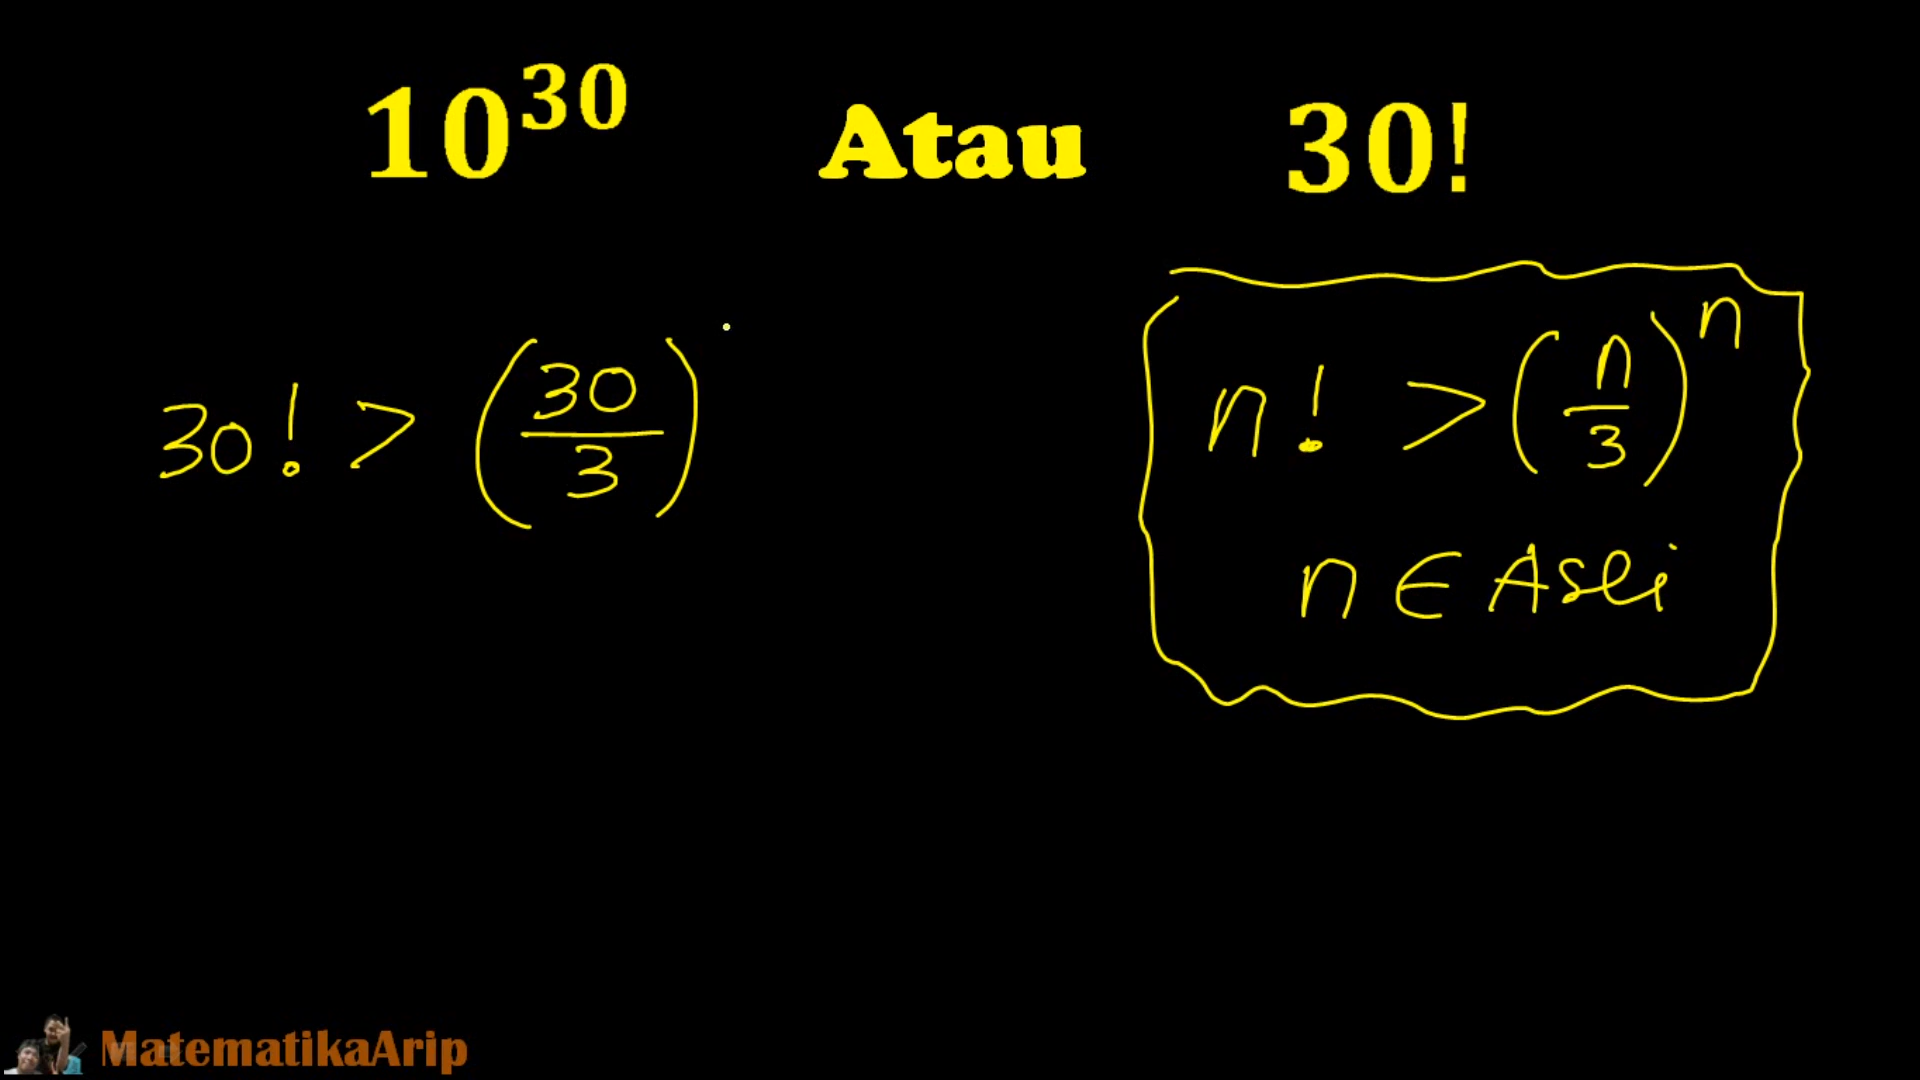 10^30 Atau 30!
30! > (30/3)
n! > (n/3)^n
n ∈ Asli
MatematikaArip